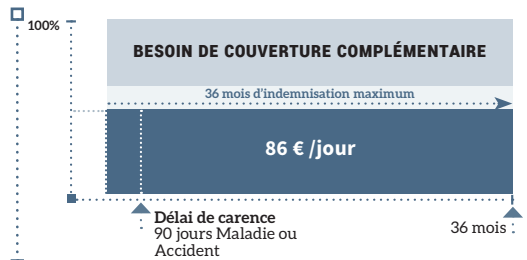 100%
BESOIN DE COUVERTURE COMPLÉMENTAIRE
36 mois d'indemnisation maximum
86 € /jour
Délai de carence
90 jours Maladie ou
Accident
36 mois